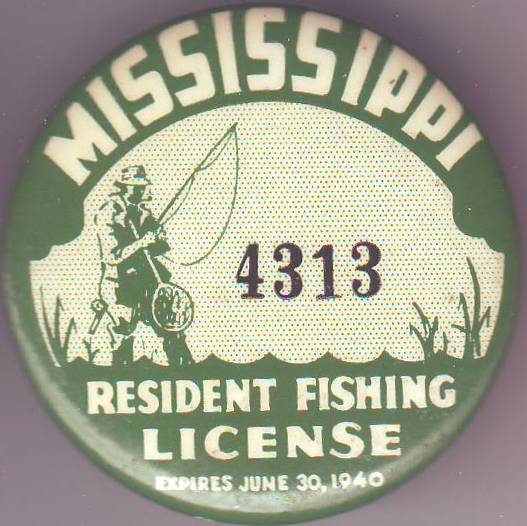 MISSISSIPPI
4313
RESIDENT FISHING
LICENSE
EXPIRES JUNE 30, 1940